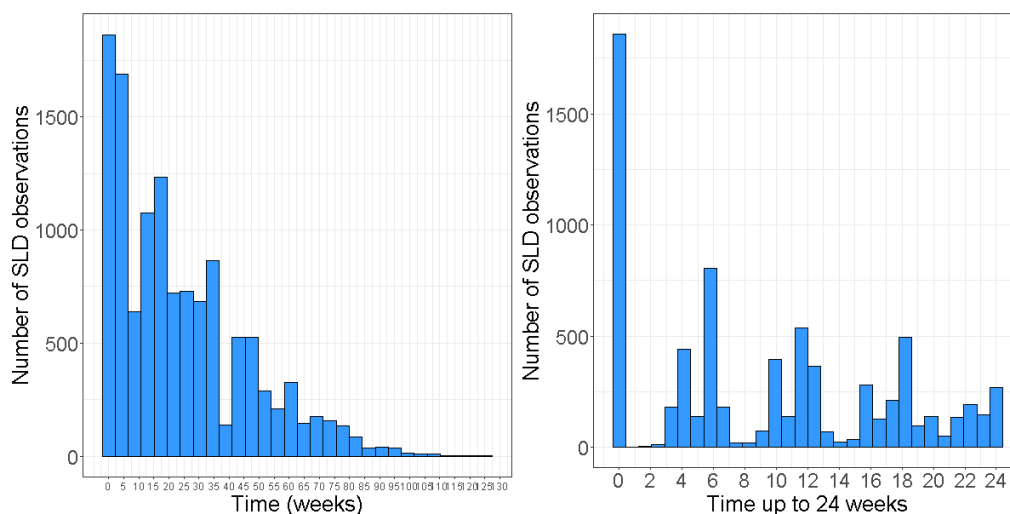 Number of SLD observations
1500
1000
500
0
0 5 10 15 20 25 30 35 40 45 50 55 60 65 70 75 80 85 90 95 100 105 110 115 120 125 130
Time (weeks)
Number of SLD observations
1500
1000
500
0
0 2 4 6 8 10 12 14 16 18 20 22 24
Time up to 24 weeks